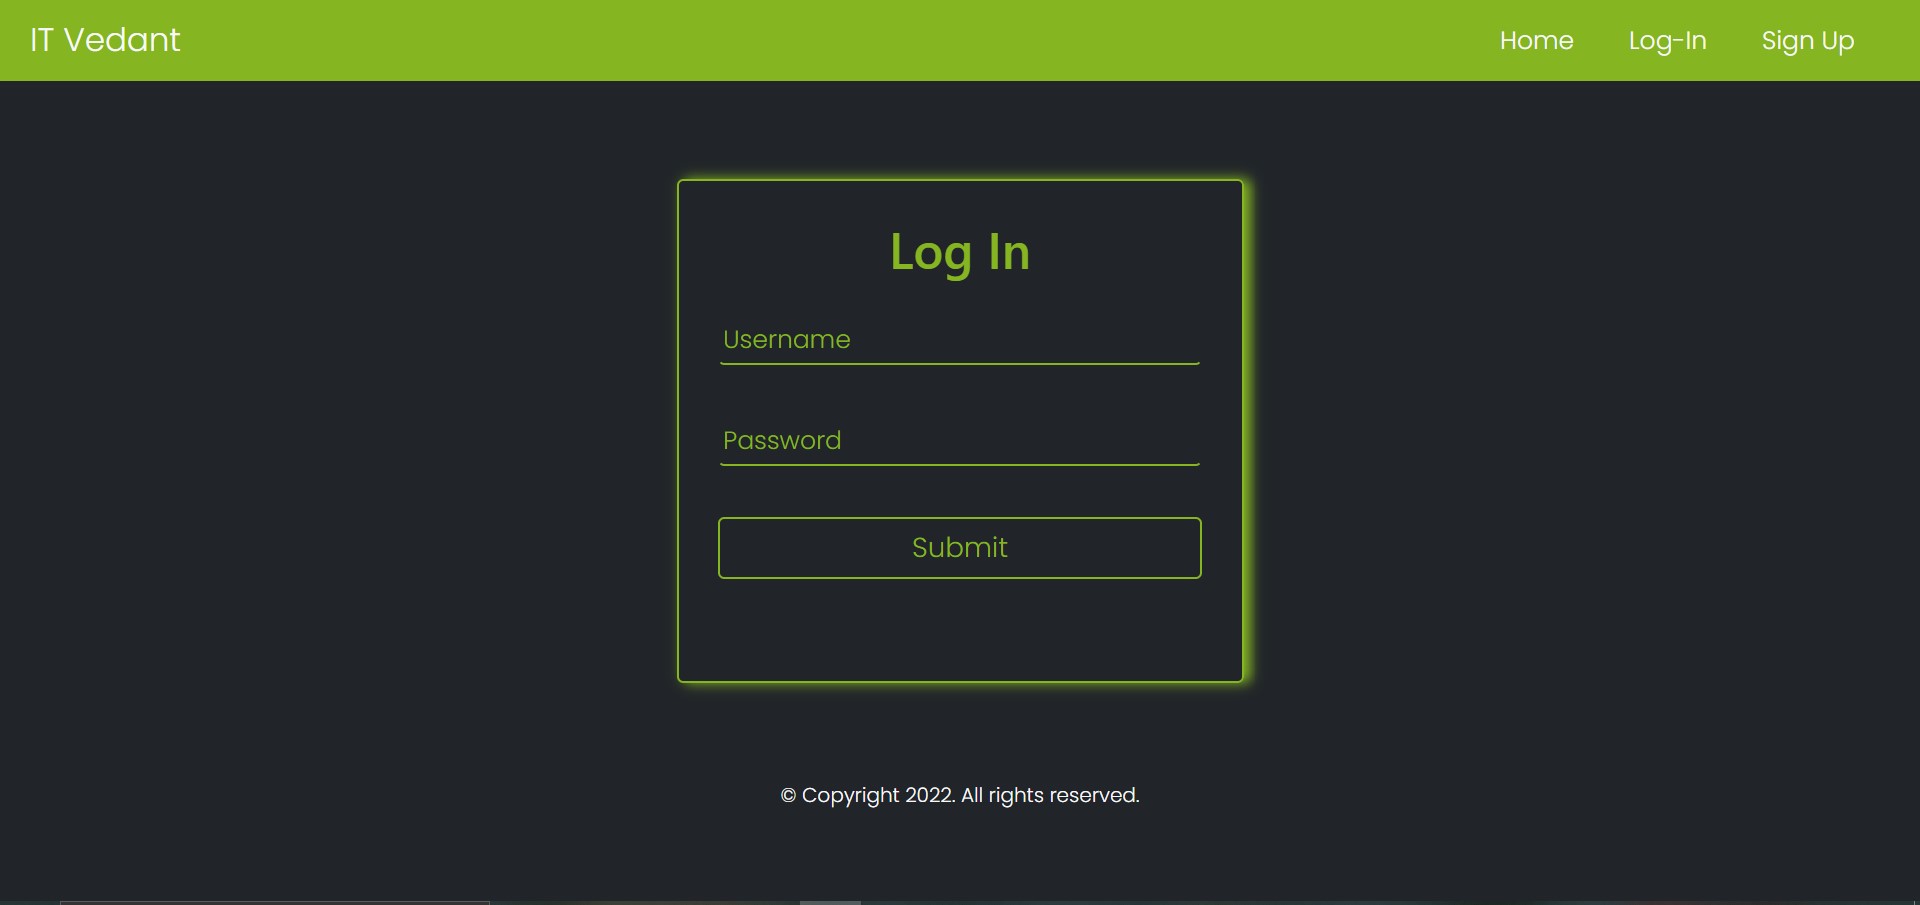 IT Vedant
Home Log-In Sign Up
Log In
Username
Password
Submit
© Copyright 2022. All rights reserved.